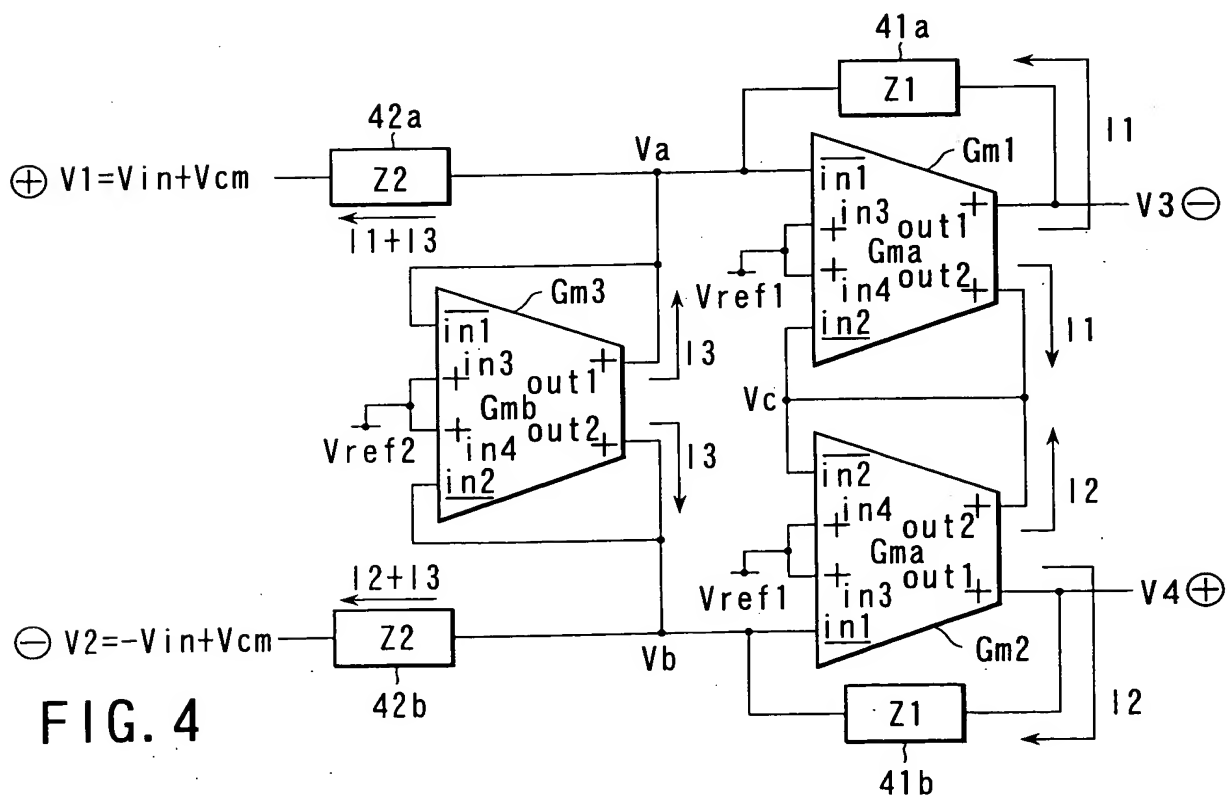 41a
Z1
I1
42a
Va
Gm1
⊕ V1=Vin+Vcm
Z2
in1
in3
+
out1
+
V3 ⊖
I1+I3
Gma
Gm3
Vref1
+
in4
out2
+
in2
I1
in1
in3
+
out1
+
I3
Vc
Gmb
Vref2
+
in4
out2
+
I3
in2
in2
in4
+
out2
+
I2
I2+I3
Gma
Vref1
+
in3
out1
+
V4 ⊕
⊖ V2=-Vin+Vcm
Z2
in1
Vb
Gm2
42b
Z1
I2
FIG. 4
41b